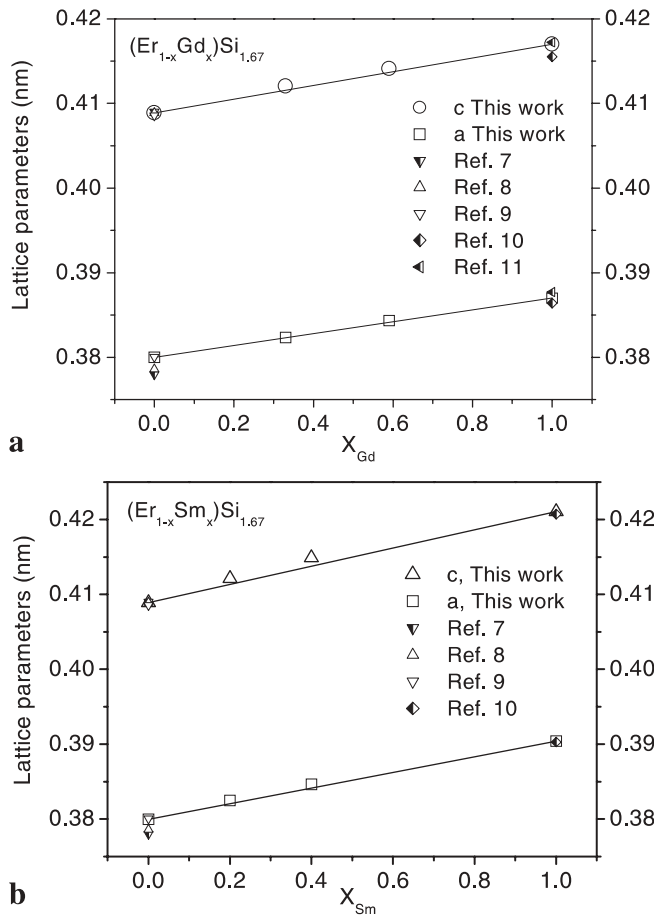 (Er1-xGdx)Si1.67
Lattice parameters (nm)
0.42
0.41
0.40
0.39
0.38
0.42
0.41
0.40
0.39
0.38
c This work
a This work
Ref. 7
Ref. 8
Ref. 9
Ref. 10
Ref. 11
0.0 0.2 0.4 0.6 0.8 1.0
XGd
a
(Er1-xSmx)Si1.67
Lattice parameters (nm)
0.42
0.41
0.40
0.39
0.38
0.42
0.41
0.40
0.39
0.38
c, This work
a, This work
Ref. 7
Ref. 8
Ref. 9
Ref. 10
0.0 0.2 0.4 0.6 0.8 1.0
XSm
b